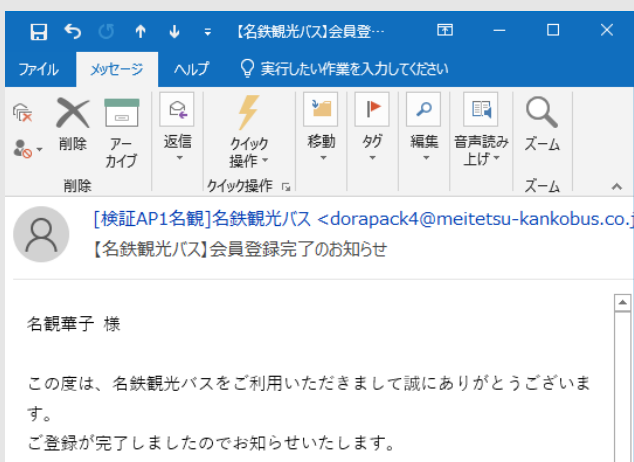 【名鉄観光バス】会員登…
ファイル メッセージ ヘルプ 実行したい作業を入力してください
削除 アーカイブ 返信 クイック操作 移動 タグ 編集 音声読み上げ ズーム
削除 クイック操作 ズーム
[検証AP1名観]名鉄観光バス <dorapack4@meitetsu-kankobus.co.j
【名鉄観光バス】会員登録完了のお知らせ
名観華子 様
この度は、名鉄観光バスをご利用いただきまして誠にありがとうございま
す。
ご登録が完了しましたのでお知らせいたします。